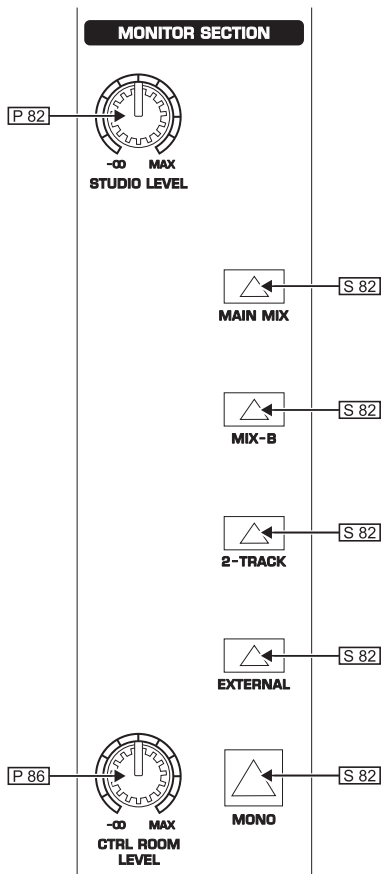 MONITOR SECTION
P 82
-∞ MAX
STUDIO LEVEL
S 82
MAIN MIX
S 82
MIX-B
S 82
2-TRACK
S 82
EXTERNAL
P 86
S 82
-∞ MAX
MONO
CTRL ROOM
LEVEL